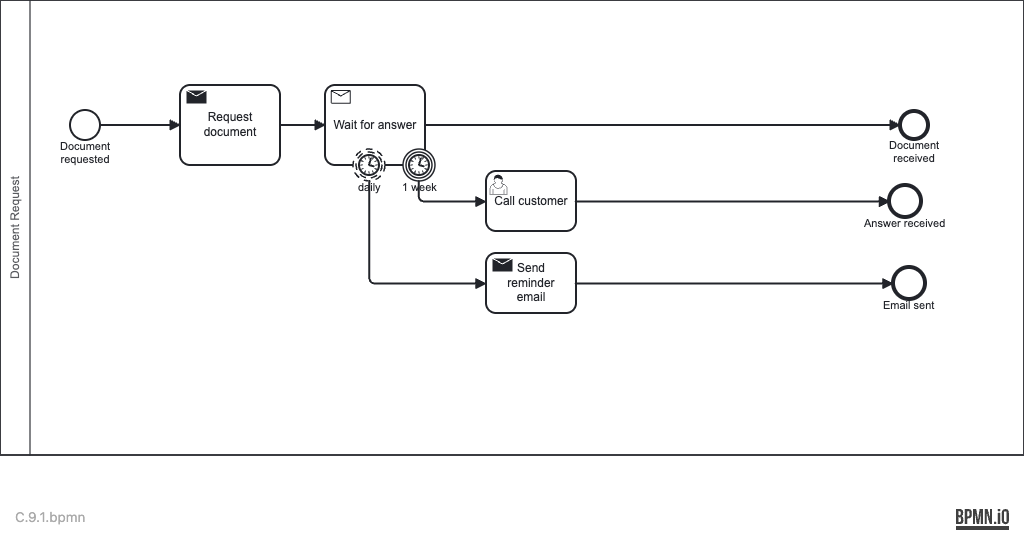 Document Request
Document
requested
Request
document
Wait for answer
daily
1 week
Document
received
Call customer
Answer received
Send
reminder
email
Email sent
C.9.1.bpmn
BPMN.iO